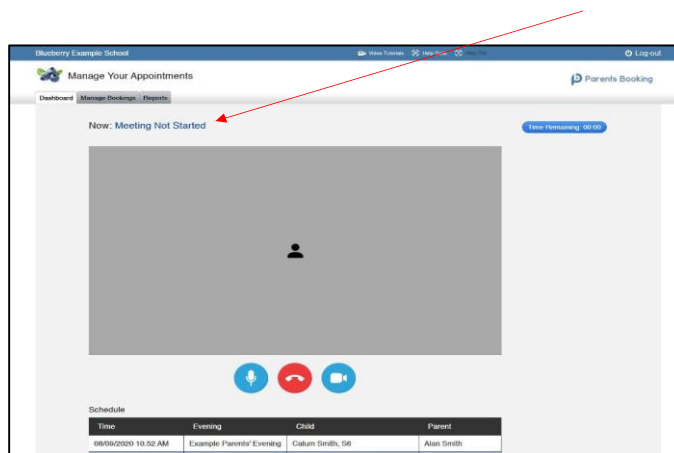 Blueberry Example School Video Tutorials Help Desk Log-out
Manage Your Appointments
Parents Booking
Dashboard Manage Bookings Reports
Now: Meeting Not Started
Time Remaining: 00:00
Schedule
Time Evening Child Parent
08/09/2020 10.52 AM Example Parents' Evening Calum Smith, S6 Alan Smith